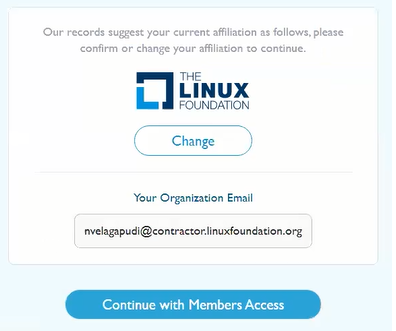 Our records suggest your current affiliation as follows, please
confirm or change your affiliation to continue.
THE
LINUX
FOUNDATION
Change
Your Organization Email
nvelagapudi@contractor.linuxfoundation.org
Continue with Members Access